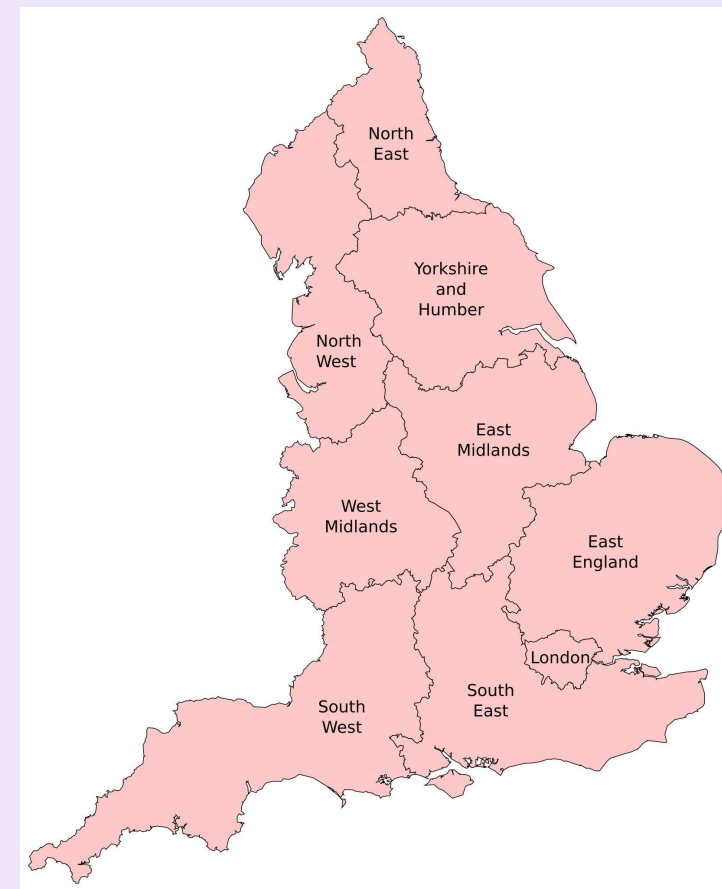 North
East
Yorkshire
and
Humber
North
West
East
Midlands
West
Midlands
East
England
London
South
East
South
West